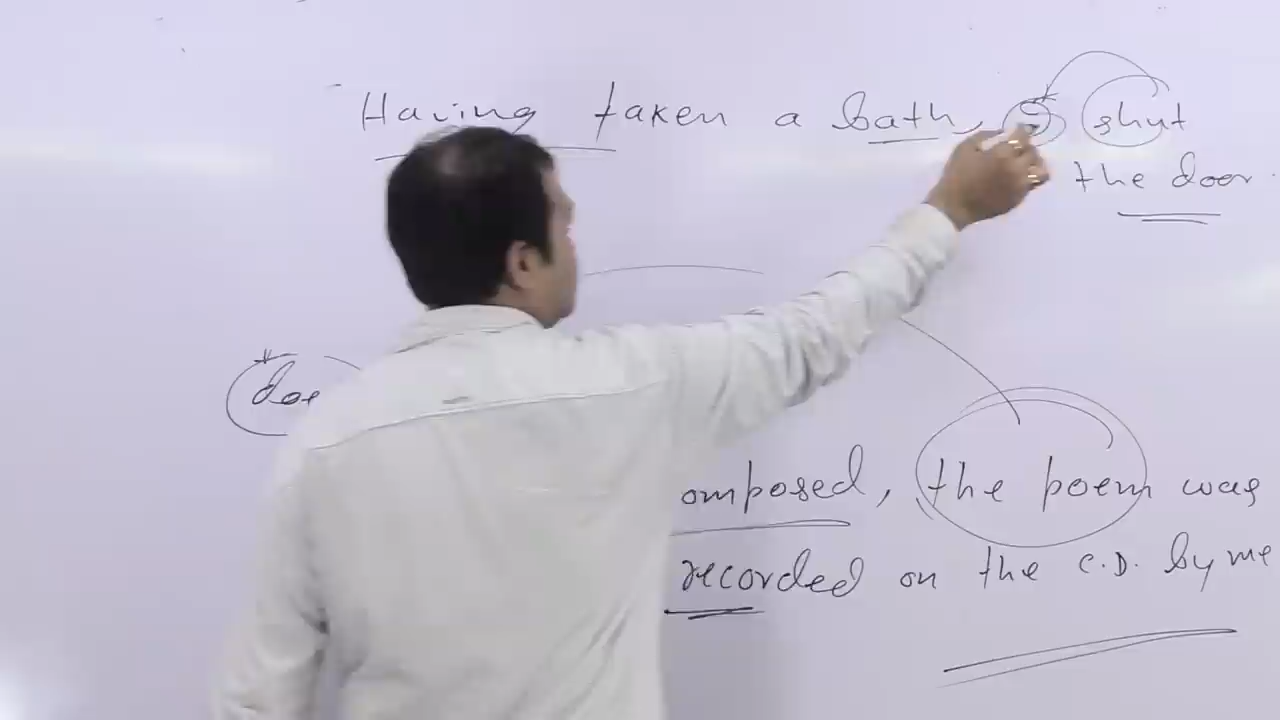 Having taken a bath, I shut
the door.
omposed, the poem was
recorded on the C.D. by me